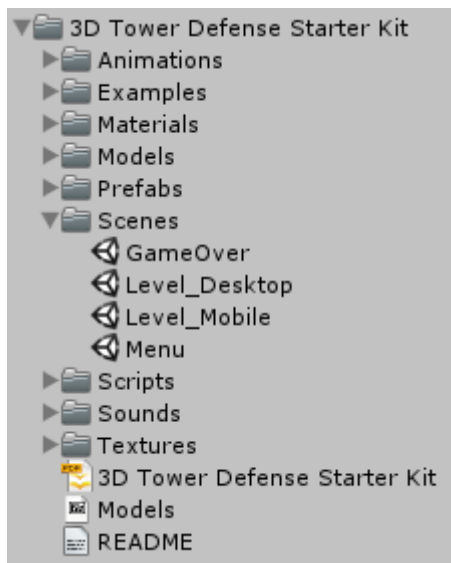 3D Tower Defense Starter Kit
Animations
Examples
Materials
Models
Prefabs
Scenes
GameOver
Level_Desktop
Level_Mobile
Menu
Scripts
Sounds
Textures
3D Tower Defense Starter Kit
Models
README